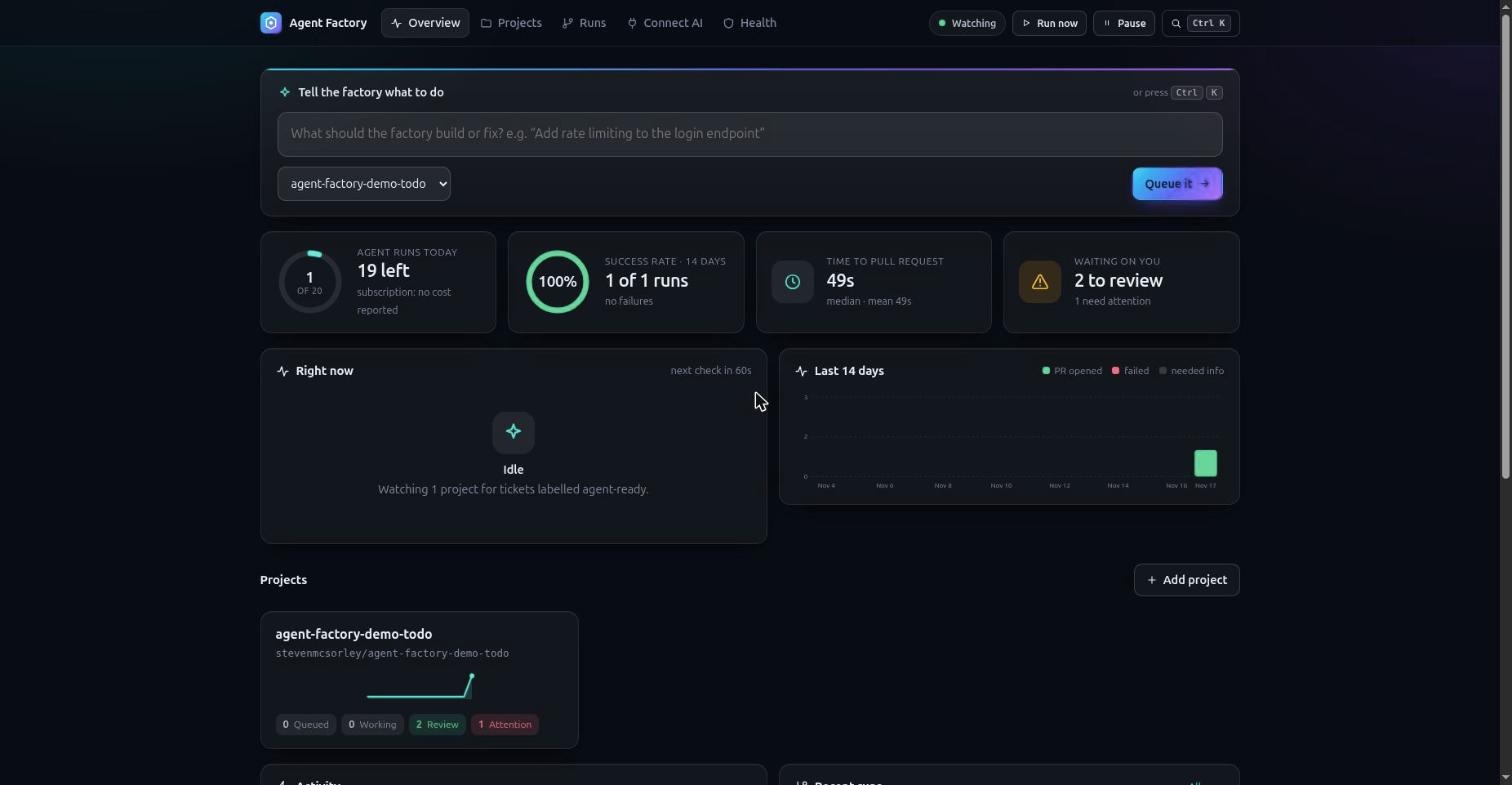 Agent Factory Overview Projects Runs Connect AI Health Watching Run now Pause Ctrl K
Tell the factory what to do or press Ctrl K
What should the factory build or fix? e.g. “Add rate limiting to the login endpoint”
agent-factory-demo-todo Queue it →
1
OF 20
AGENT RUNS TODAY
19 left
subscription: no cost
reported
100%
SUCCESS RATE · 14 DAYS
1 of 1 runs
no failures
TIME TO PULL REQUEST
49s
median · mean 49s
WAITING ON YOU
2 to review
1 need attention
Right now next check in 60s
Idle
Watching 1 project for tickets labelled agent-ready.
Last 14 days PR opened failed needed info
3
2
0
Nov 4 Nov 6 Nov 8 Nov 10 Nov 12 Nov 14 Nov 16 Nov 17
Projects + Add project
agent-factory-demo-todo
stevenmcsorley/agent-factory-demo-todo
0 Queued 0 Working 2 Review 1 Attention
Activity
Recent runs All